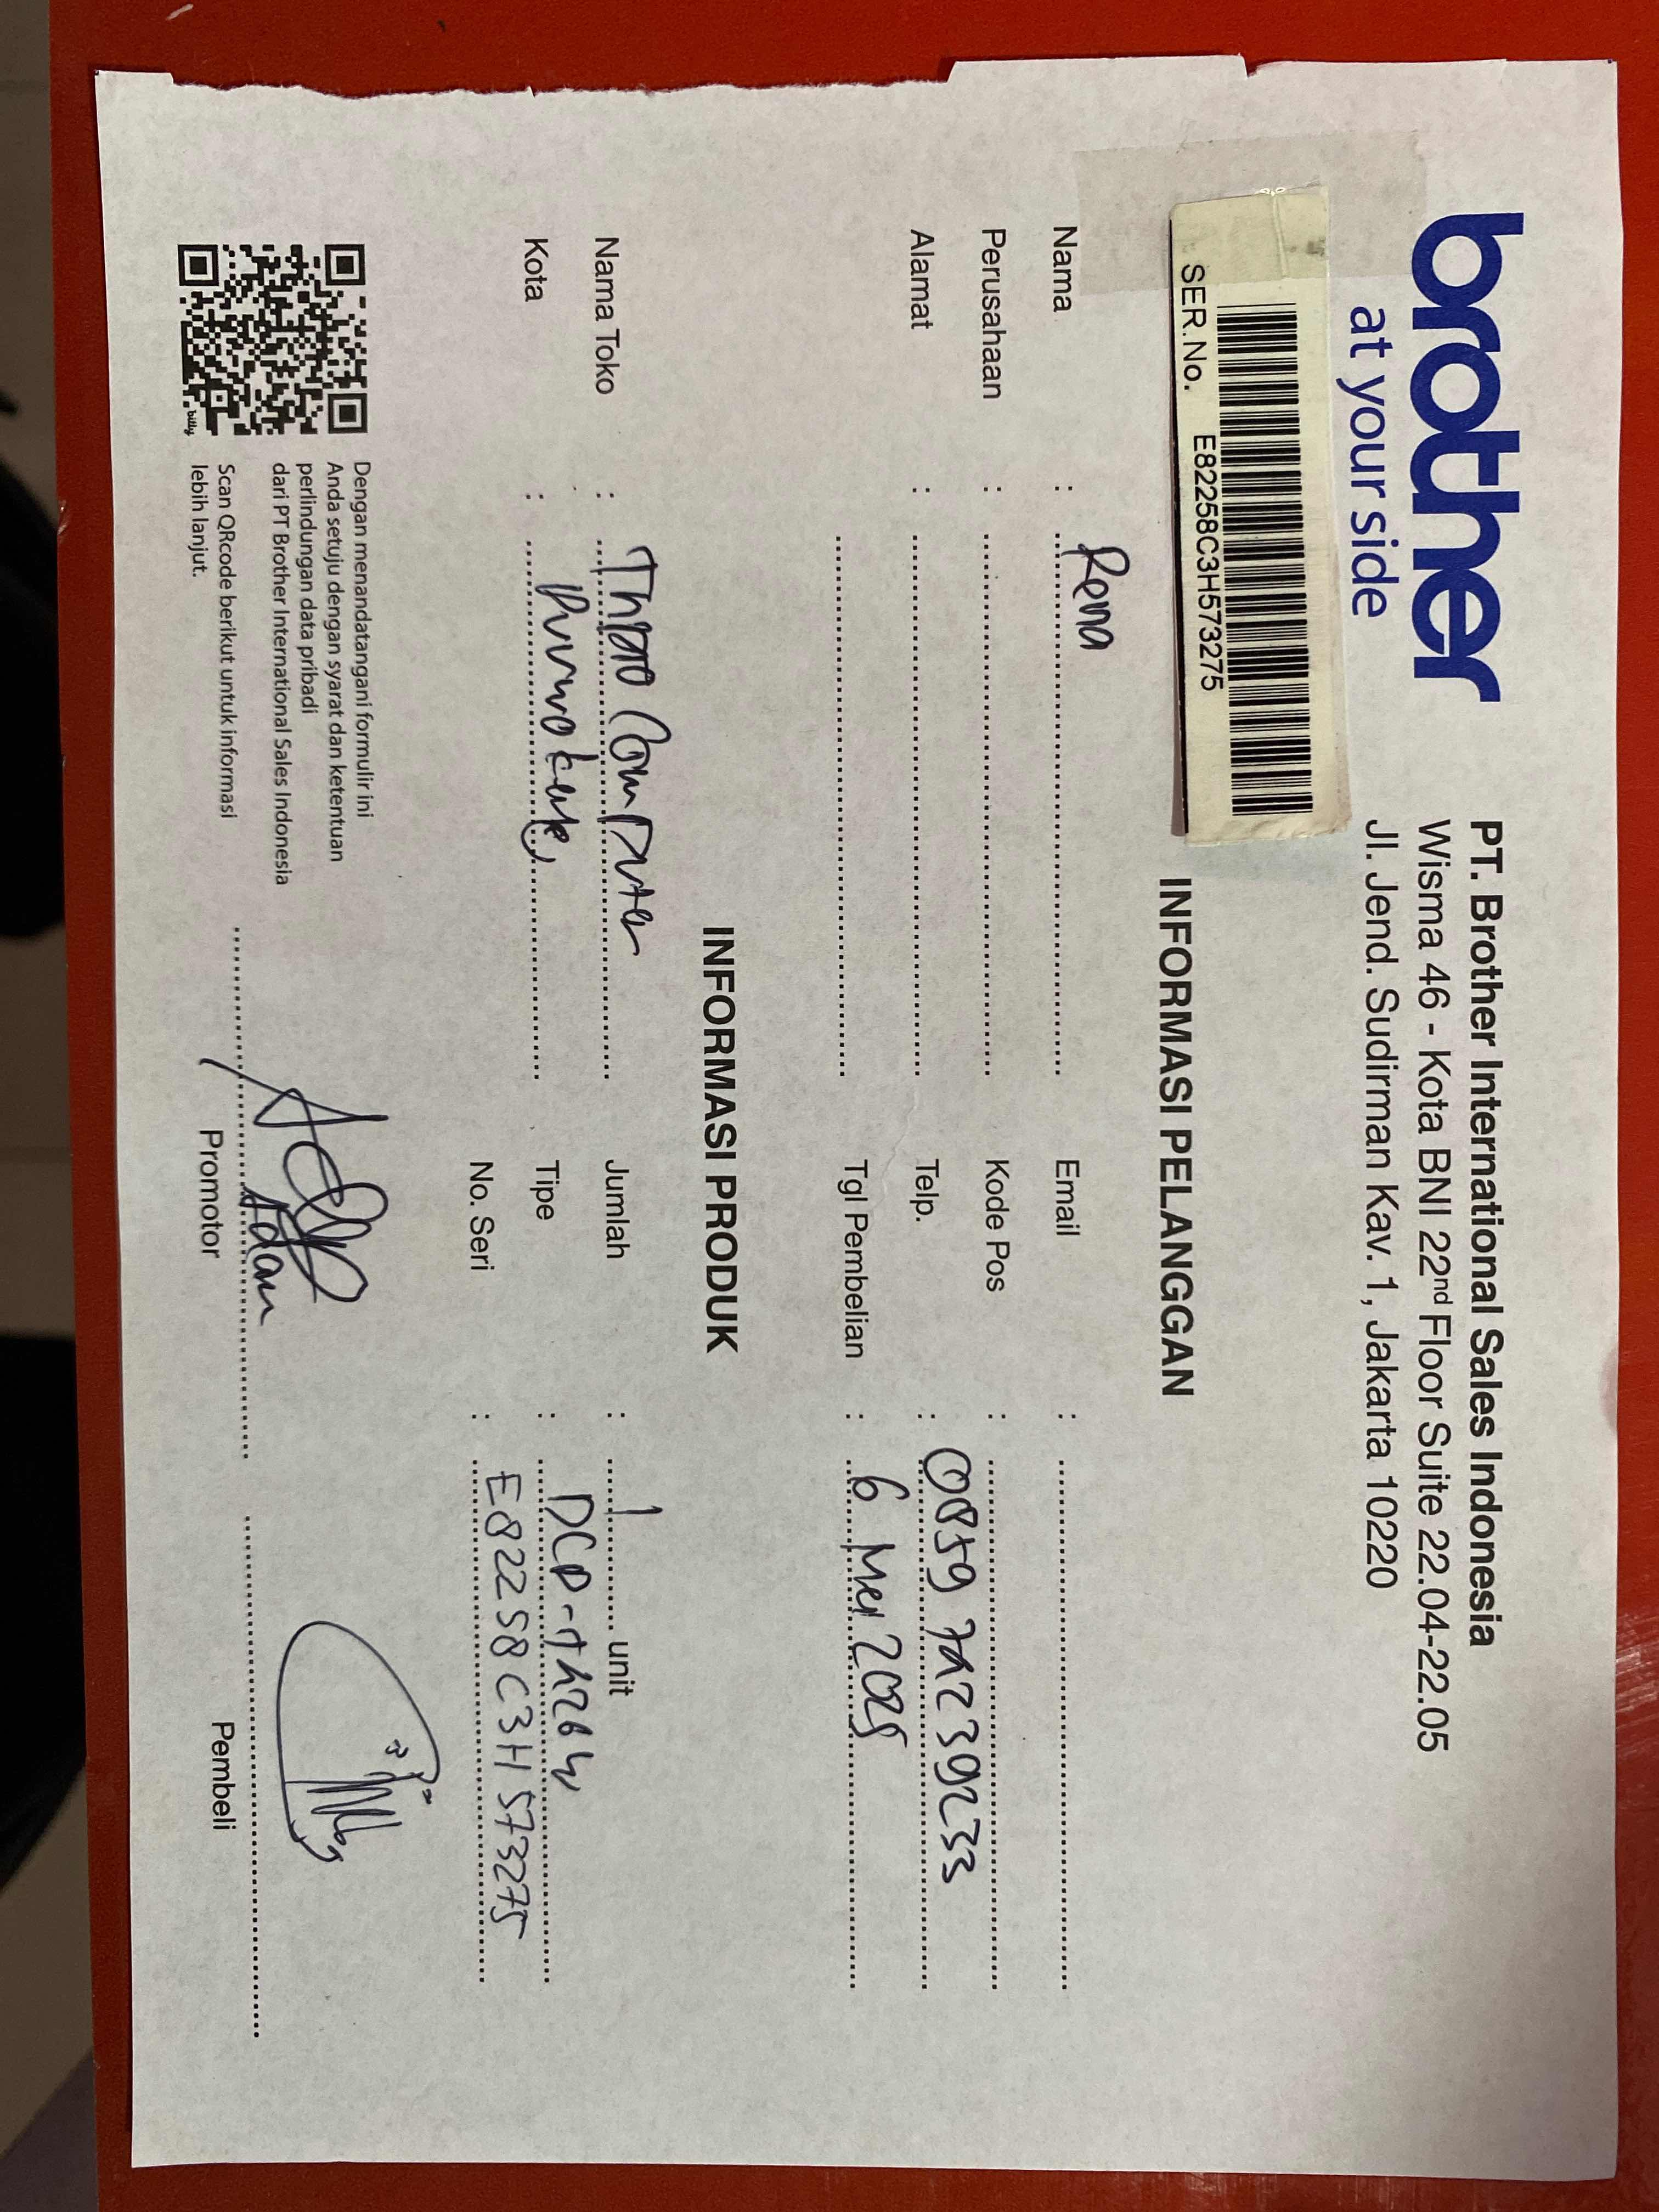 brother
at your side
PT. Brother International Sales Indonesia
Wisma 46 - Kota BNI 22nd Floor Suite 22.04-22.05
Jl. Jend. Sudirman Kav. 1, Jakarta 10220
SER.No. E82258C3H573275
INFORMASI PELANGGAN
Nama : Rena
Email :
Perusahaan :
Kode Pos :
Alamat :
Telp. :
Tgl Pembelian : 6 Mei 2025
INFORMASI PRODUK
Nama Toko : Computer
Jumlah : 1 unit
Kota :
Tipe : DCP-
No. Seri : E82258C3H573275
Dengan menandatangani formulir ini
Anda setuju dengan syarat dan ketentuan
perlindungan data pribadi
dari PT Brother International Sales Indonesia
Scan QRcode berikut untuk informasi
lebih lanjut.
bitly
Adam
Promotor
Pembeli